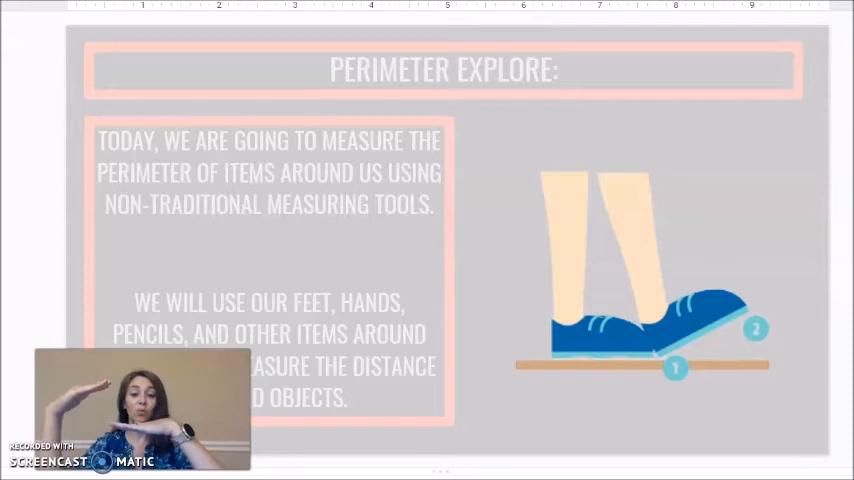 1 2 3 4 5 6 7 8 9
PERIMETER EXPLORE:
TODAY, WE ARE GOING TO MEASURE THE
PERIMETER OF ITEMS AROUND US USING
NON-TRADITIONAL MEASURING TOOLS.
WE WILL USE OUR FEET, HANDS,
PENCILS, AND OTHER ITEMS AROUND
MEASURE THE DISTANCE
OBJECTS.
2
1
RECORDED WITH
SCREENCAST MATIC